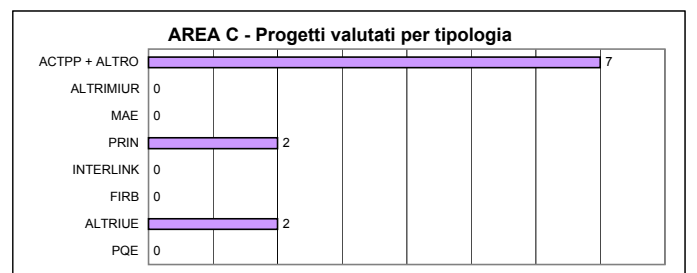 AREA C - Progetti valutati per tipologia
ACTPP + ALTRO 7
ALTRIMIUR 0
MAE 0
PRIN 2
INTERLINK 0
FIRB 0
ALTRIUE 2
PQE 0